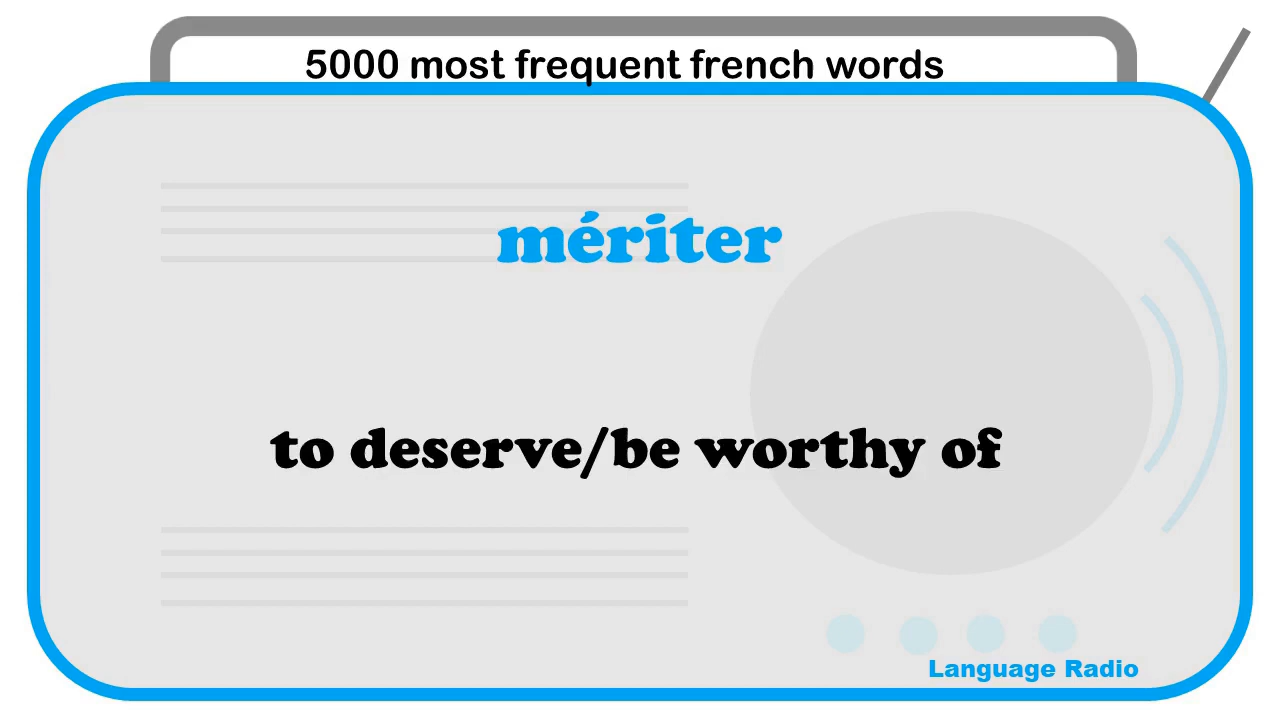 5000 most frequent french words
mériter
to deserve/be worthy of
Language Radio